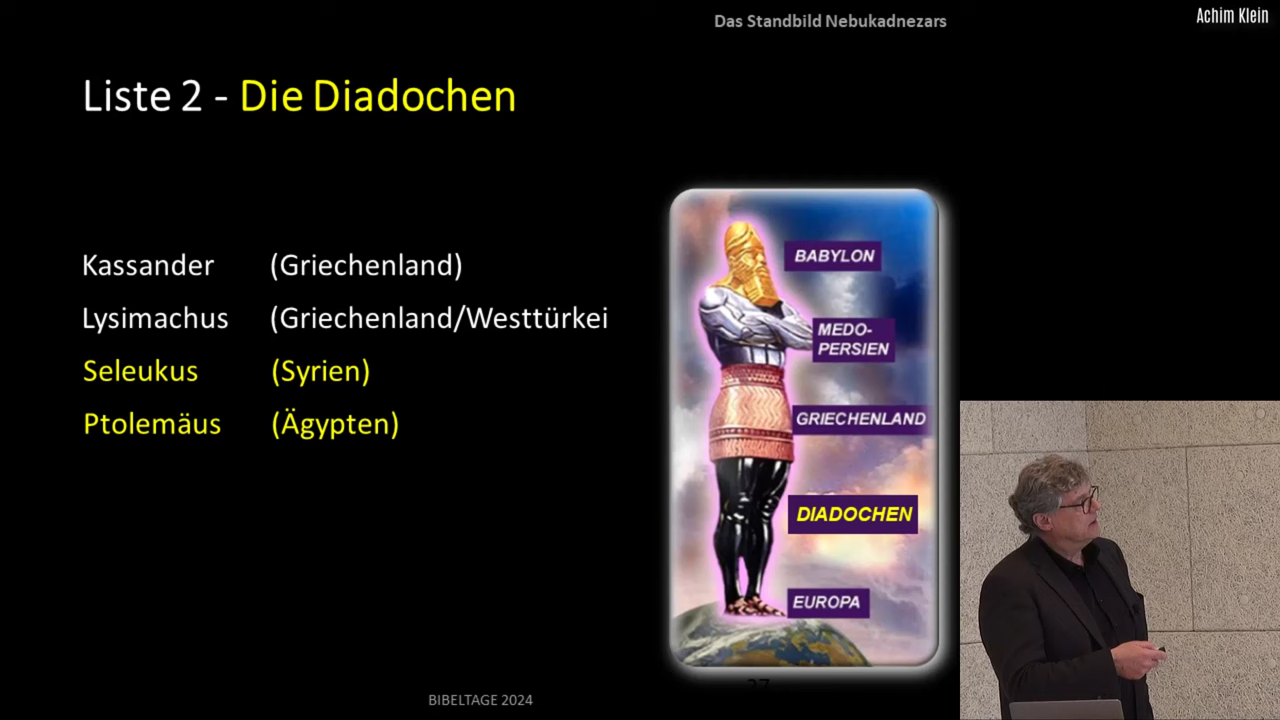 Das Standbild Nebukadnezars
Achim Klein
Liste 2 - Die Diadochen
Kassander (Griechenland)
Lysimachus (Griechenland/Westtürkei
Seleukus (Syrien)
Ptolemäus (Ägypten)
BABYLON
MEDO-
PERSIEN
GRIECHENLAND
DIADOCHEN
EUROPA
BIBELTAGE 2024